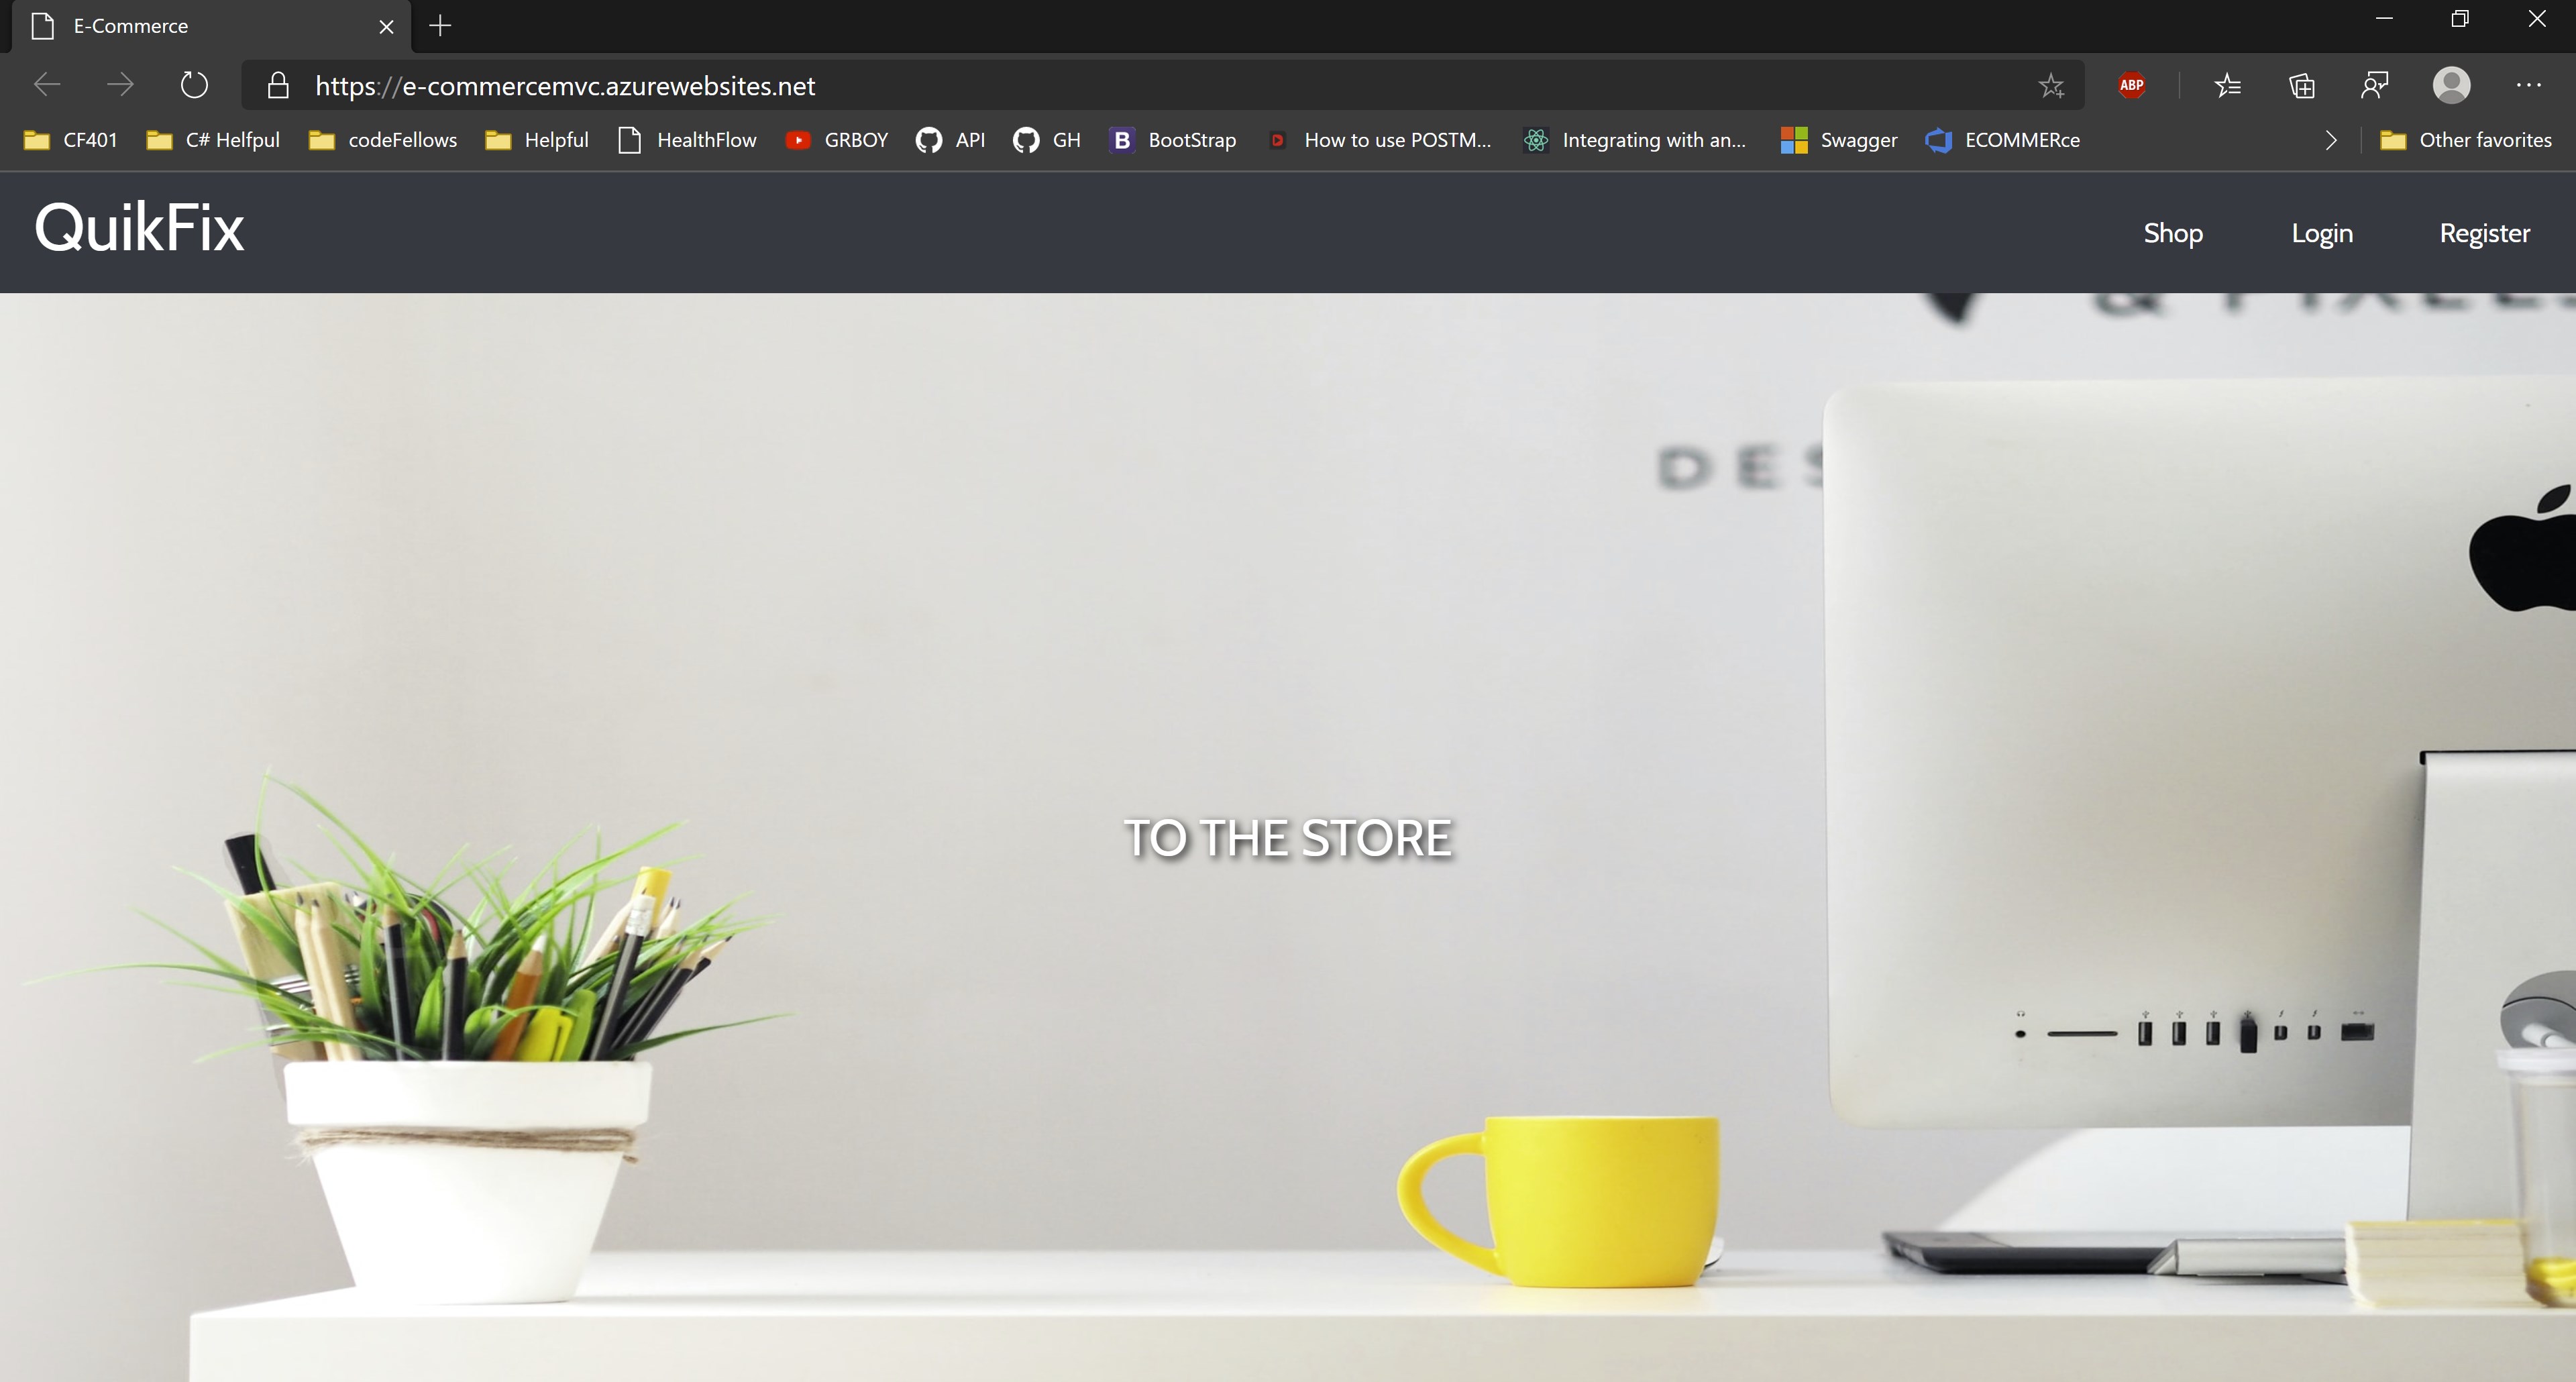 E-Commerce
https://e-commercemvc.azurewebsites.net
ABP
CF401 C# Helfpul codeFellows Helpful HealthFlow GRBOY API GH B BootStrap How to use POSTM... Integrating with an... Swagger ECOMMERce Other favorites
QuikFix Shop Login Register
DES
TO THE STORE